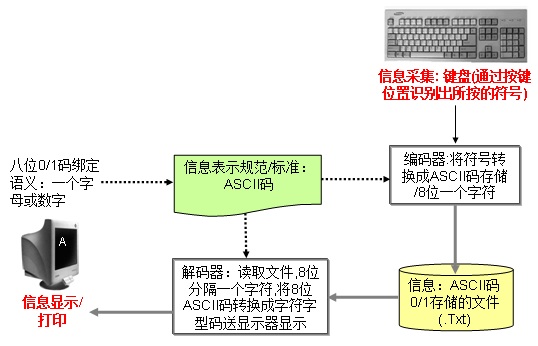 信息采集: 键盘(通过按键
位置识别出所按的符号)
八位0/1码绑定
语义：一个字
母或数字
信息表示规范/标准：
ASCII码
编码器:将符号转
换成ASCII码存储
/8位一个字符
A
信息显示/
打印
解码器：读取文件,8位
分隔一个字符,将8位
ASCII码转换成字符字
型码送显示器显示
信息：ASCII码
0/1存储的文件
(.Txt)